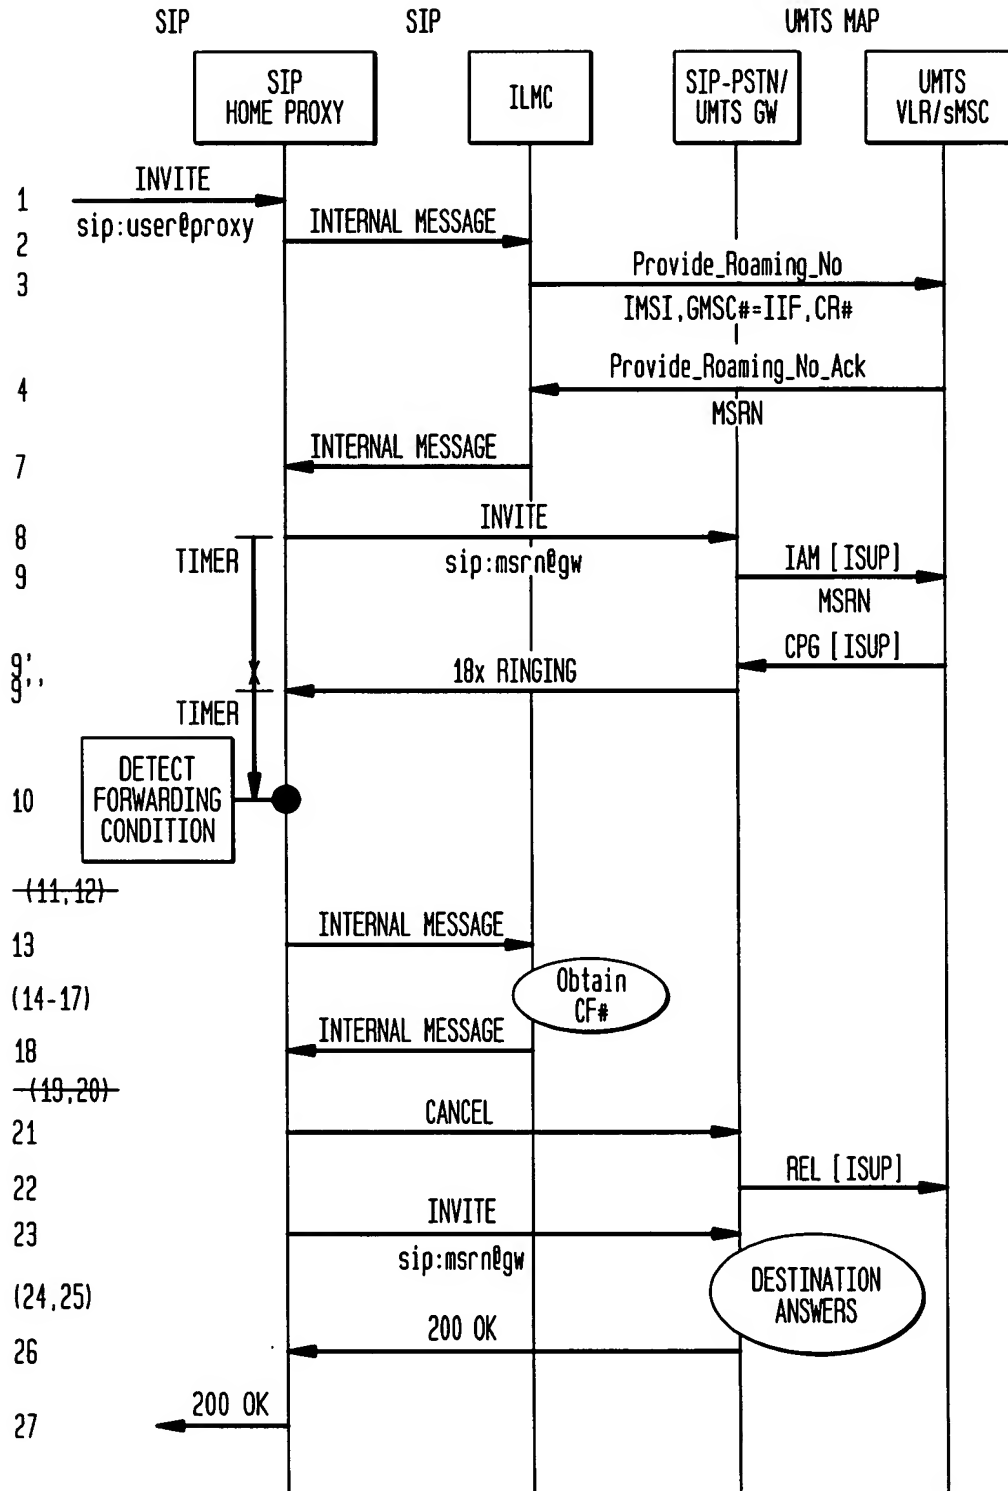 SIP SIP UMTS MAP
SIP
HOME PROXY
ILMC
SIP-PSTN/
UMTS GW
UMTS
VLR/sMSC
1 INVITE
sip:user@proxy
2 INTERNAL MESSAGE
3 Provide_Roaming_No
IMSI,GMSC#=IIF,CR#
4 Provide_Roaming_No_Ack
MSRN
7 INTERNAL MESSAGE
8 INVITE
sip:msrn@gw
TIMER
9 IAM [ISUP]
MSRN
9' CPG [ISUP]
9'' 18x RINGING
TIMER
10 DETECT
FORWARDING
CONDITION
(11,12)
13 INTERNAL MESSAGE
(14-17) Obtain
CF#
18 INTERNAL MESSAGE
(19,20)
21 CANCEL
22 REL [ISUP]
23 INVITE
sip:msrn@gw
(24,25) DESTINATION
ANSWERS
26 200 OK
27 200 OK